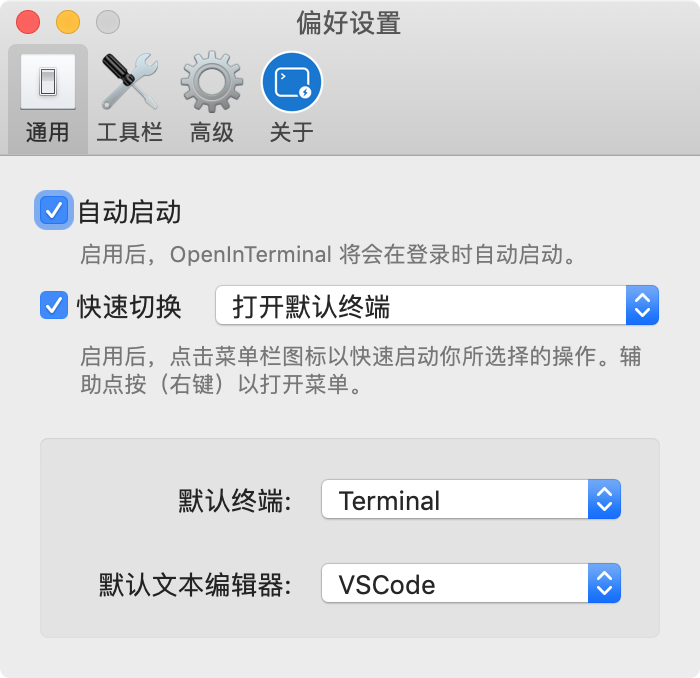 偏好设置
通用
工具栏
高级
关于
自动启动
启用后，OpenInTerminal 将会在登录时自动启动。
快速切换
打开默认终端
启用后，点击菜单栏图标以快速启动你所选择的操作。辅
助点按（右键）以打开菜单。
默认终端: Terminal
默认文本编辑器: VSCode